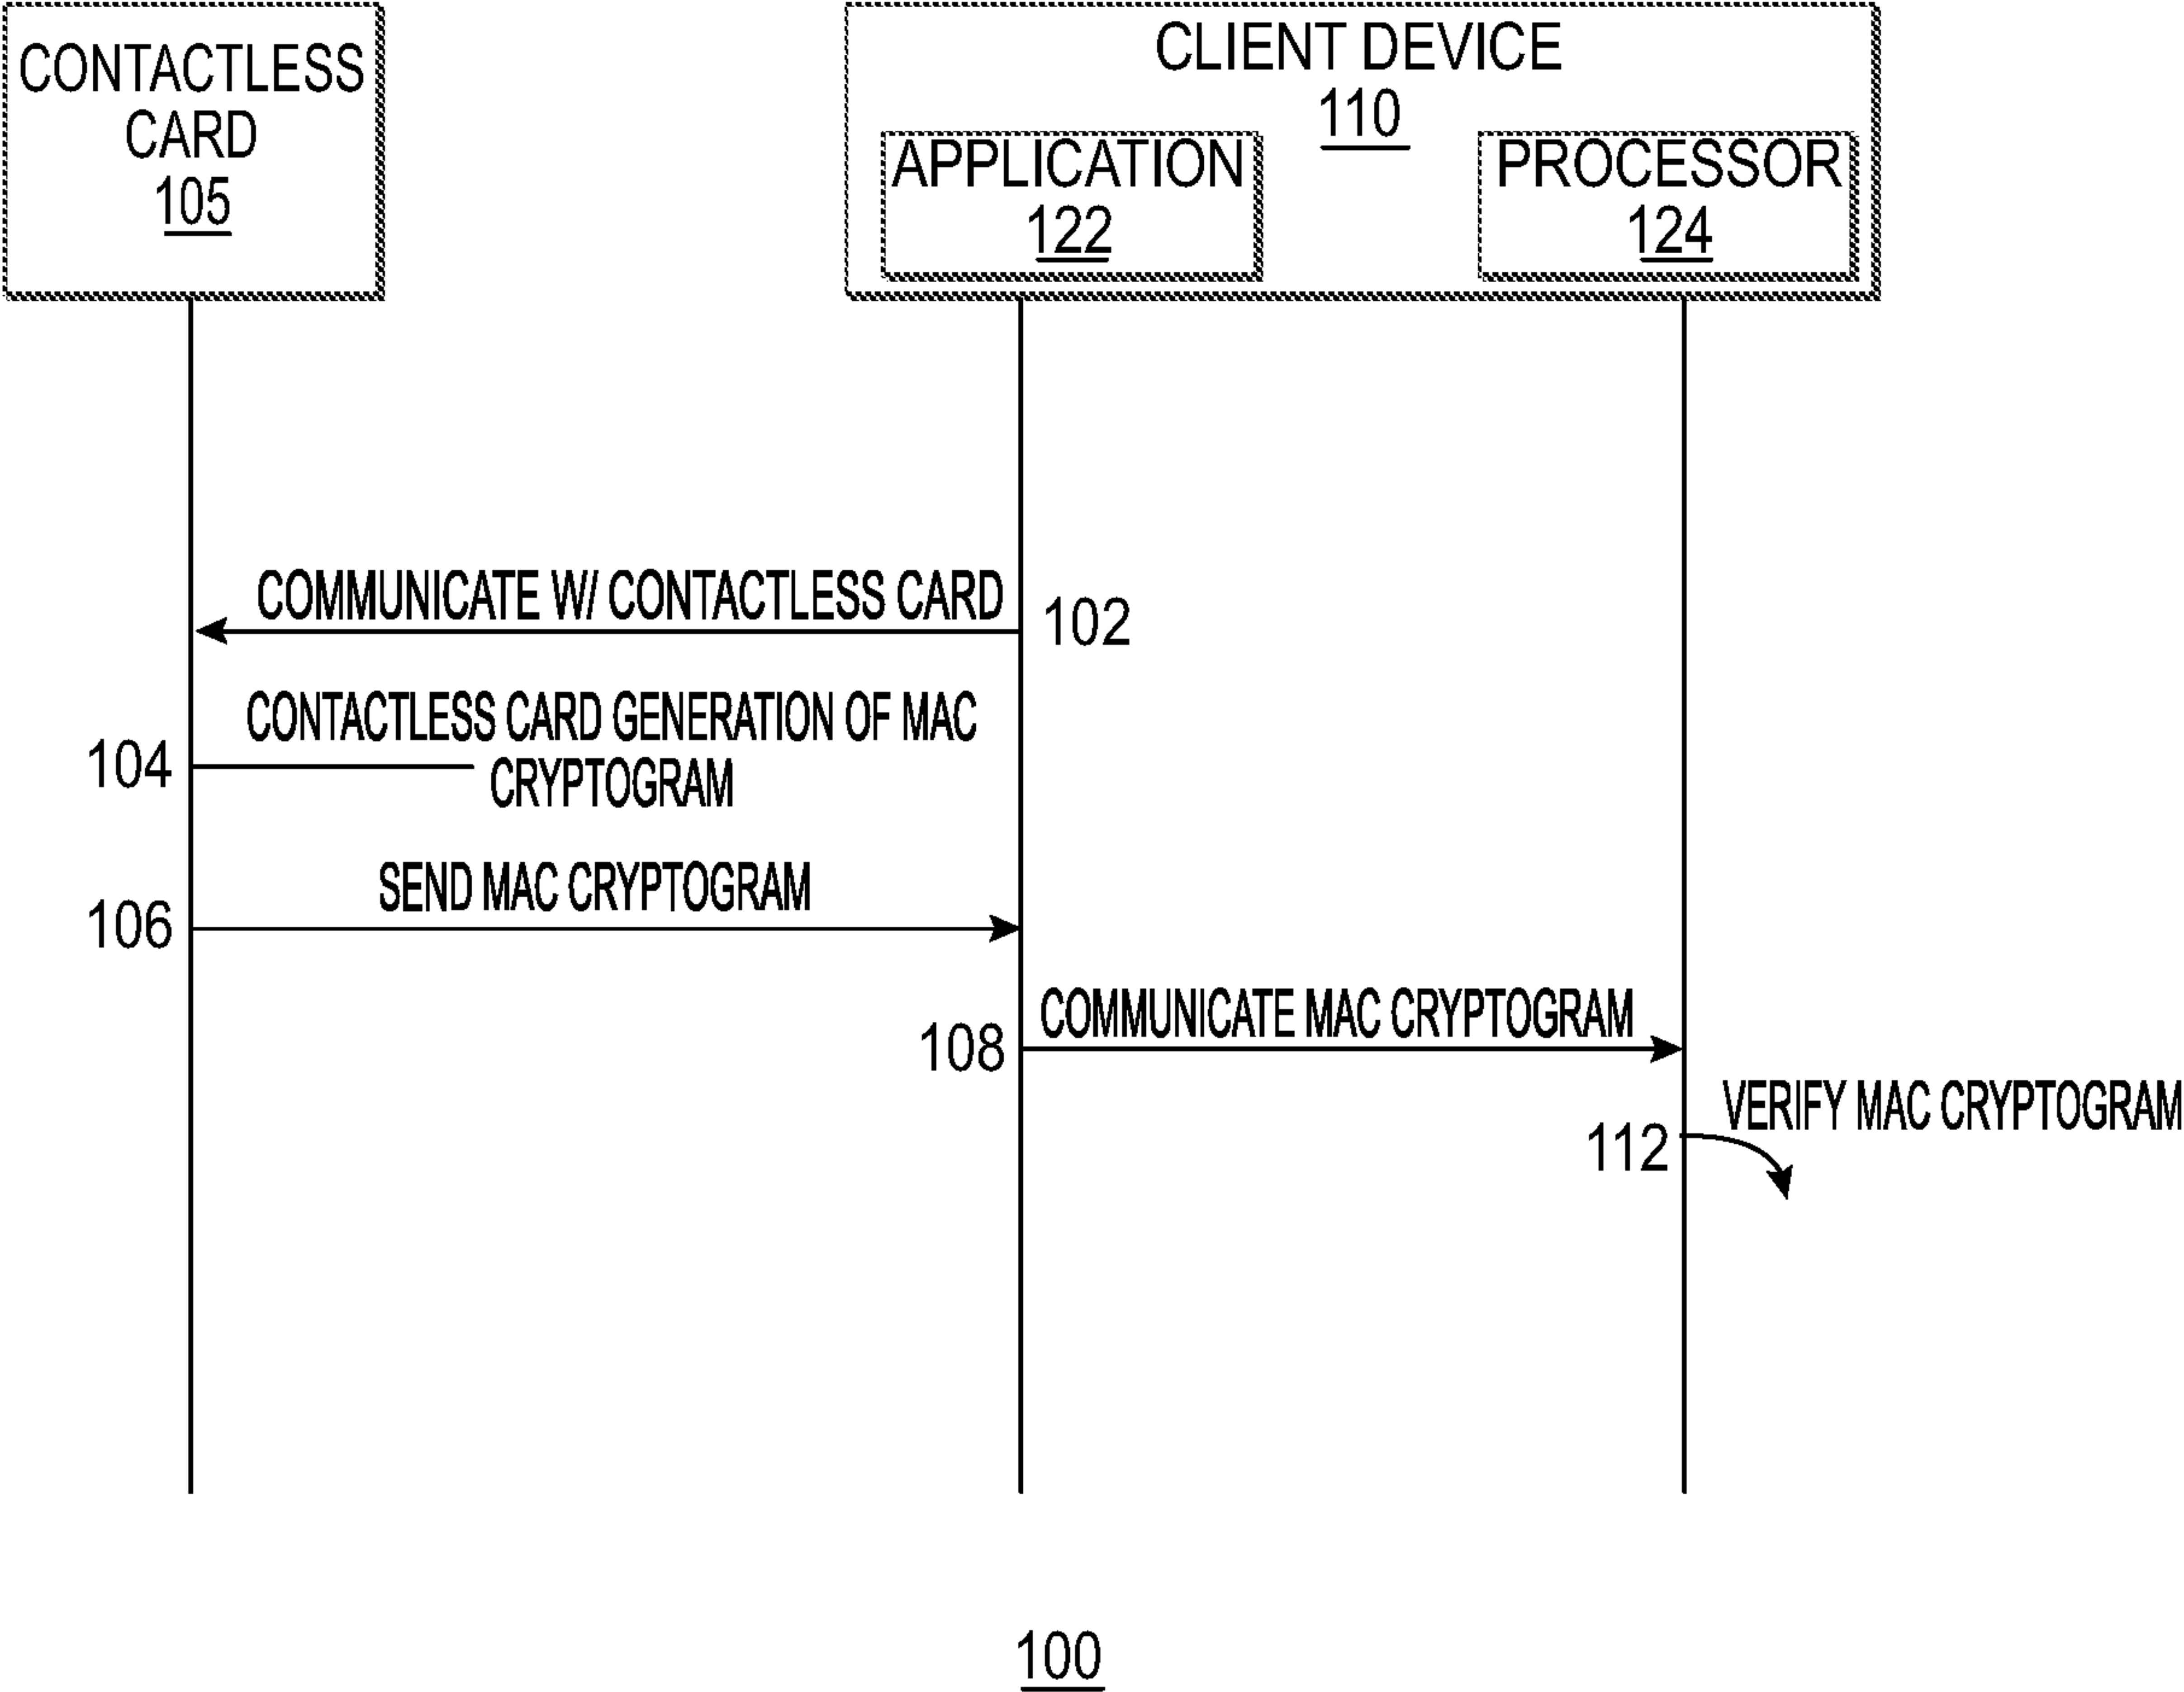 CONTACTLESS
CARD
105
CLIENT DEVICE
110
APPLICATION
122
PROCESSOR
124
COMMUNICATE W/ CONTACTLESS CARD
102
CONTACTLESS CARD GENERATION OF MAC
104
CRYPTOGRAM
SEND MAC CRYPTOGRAM
106
COMMUNICATE MAC CRYPTOGRAM
108
VERIFY MAC CRYPTOGRAM
112
100